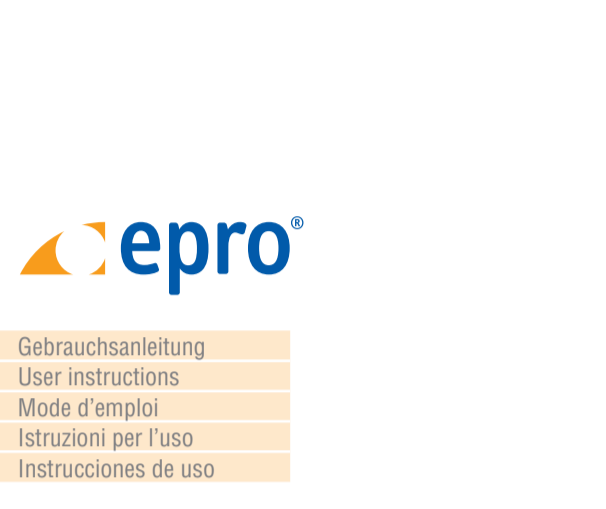 epro®
Gebrauchsanleitung
User instructions
Mode d’emploi
Istruzioni per l’uso
Instrucciones de uso